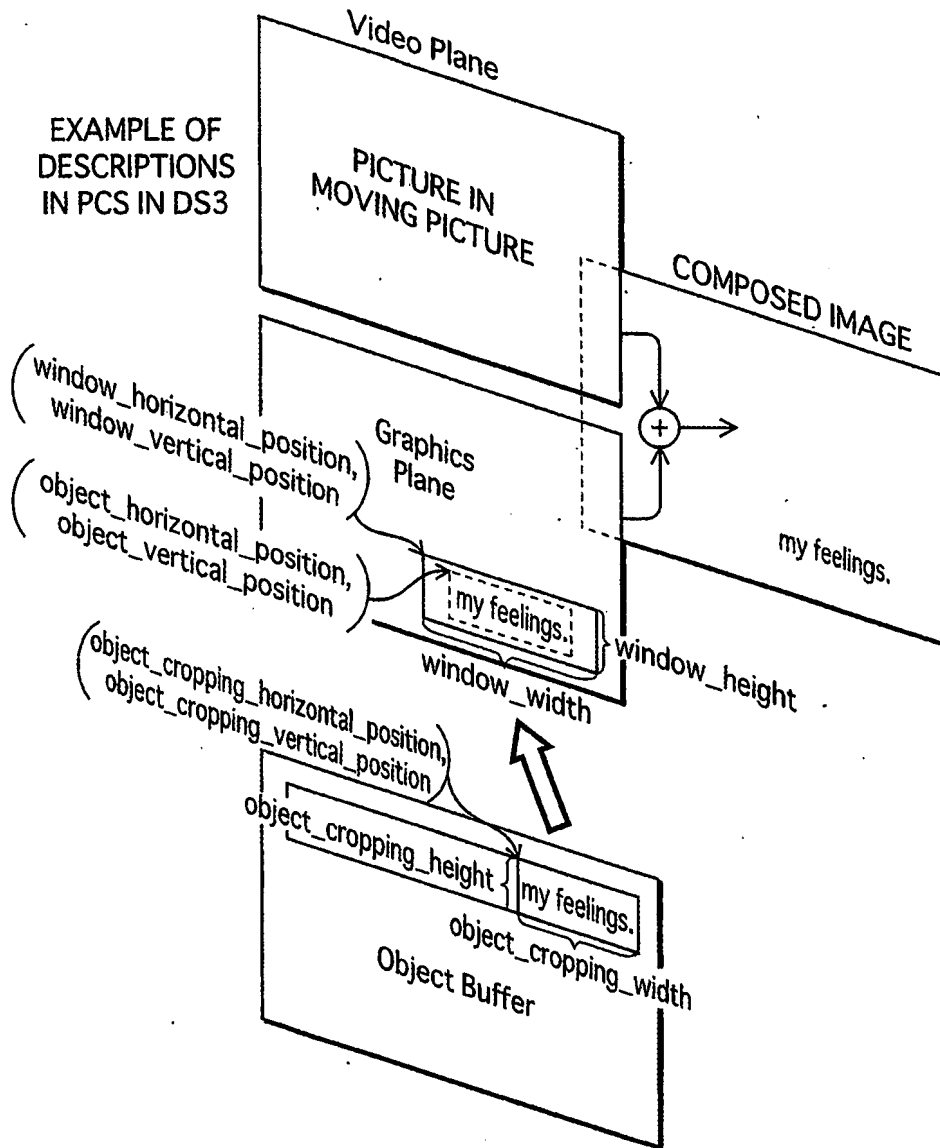 Video Plane
EXAMPLE OF
DESCRIPTIONS
IN PCS IN DS3
PICTURE IN
MOVING PICTURE
COMPOSED IMAGE
(window_horizontal_position,
window_vertical_position)
Graphics
Plane
(object_horizontal_position,
object_vertical_position)
+
my feelings.
my feelings.
window_height
window_width
(object_cropping_horizontal_position,
object_cropping_vertical_position)
object_cropping_height
my feelings.
object_cropping_width
Object Buffer